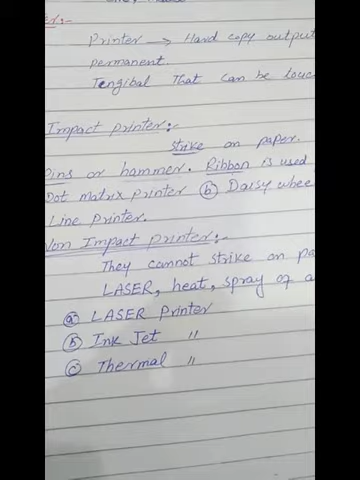 er:-
Printer → Hard copy output
permanent.
Tengibal That can be touc
Impact printer:-
strike on paper.
Pins or hammer. Ribbon is used
Dot matrix printer (b) Daisy whee
Line Printer.
Non Impact printer:-
They cannot strike on pa
LASER, heat, spray of a
(a) LASER Printer
(b) Ink Jet "
(c) Thermal "